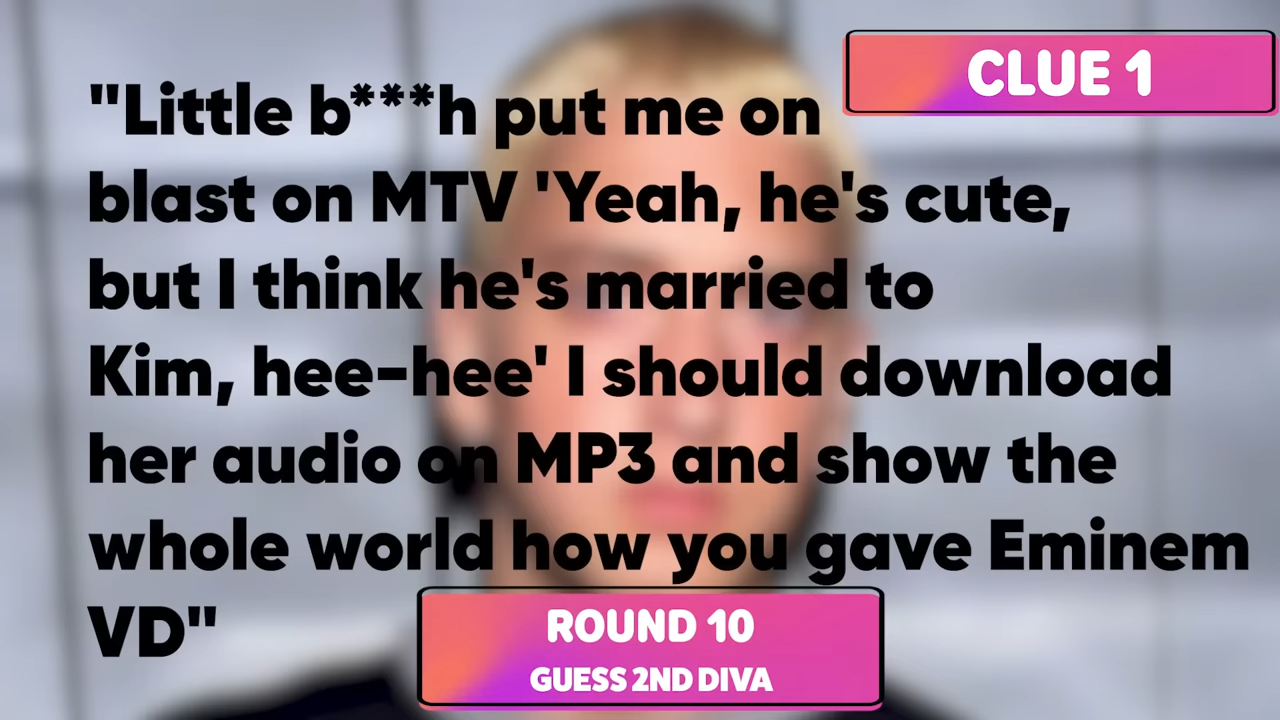 CLUE 1
"Little b***h put me on
blast on MTV 'Yeah, he's cute,
but I think he's married to
Kim, hee-hee' I should download
her audio on MP3 and show the
whole world how you gave Eminem
VD"
ROUND 10
GUESS 2ND DIVA